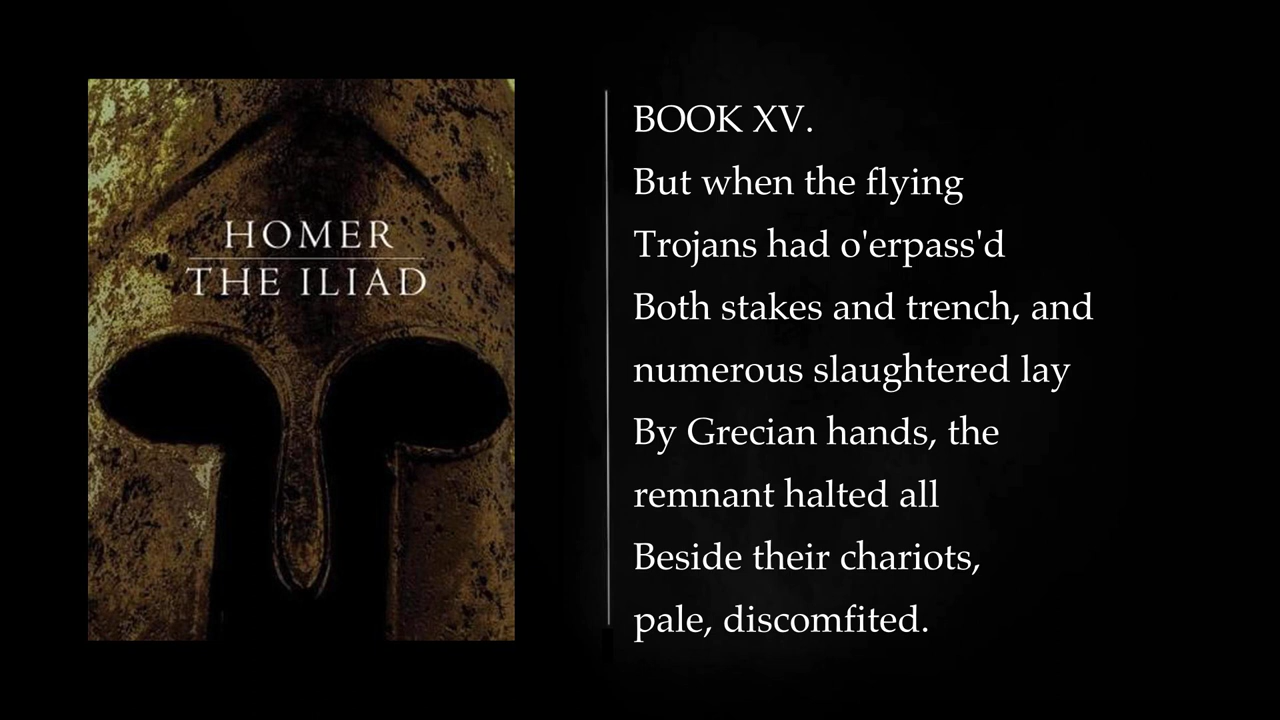 HOMER
THE ILIAD
BOOK XV.
But when the flying
Trojans had o'erpass'd
Both stakes and trench, and
numerous slaughtered lay
By Grecian hands, the
remnant halted all
Beside their chariots,
pale, discomfited.